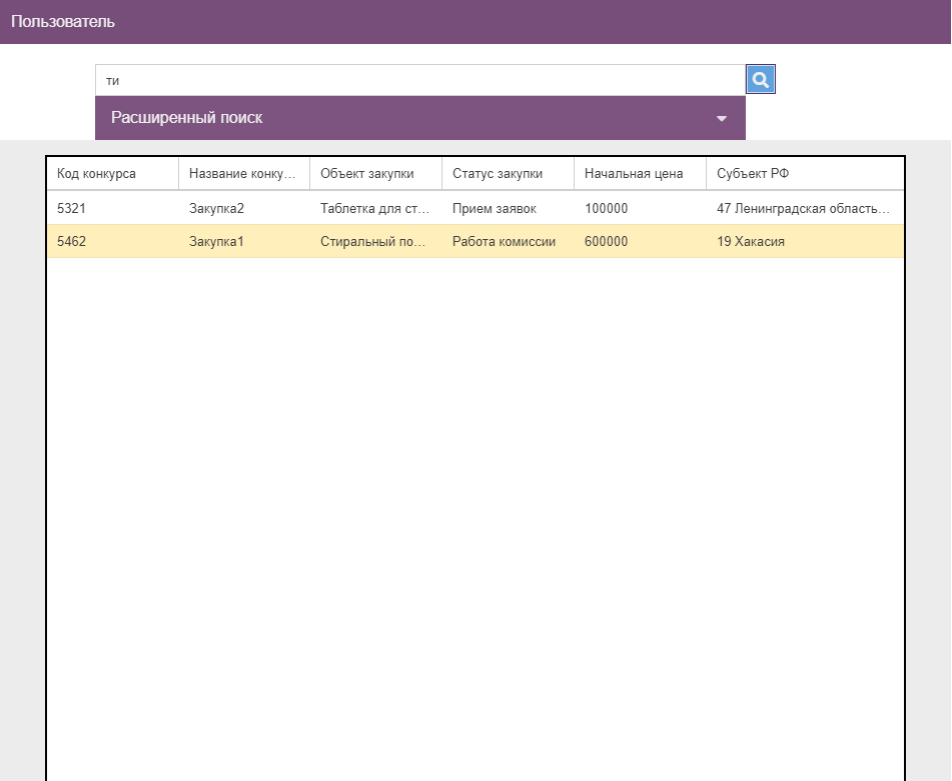 Пользователь
ти
Расширенный поиск
Код конкурса Название конку... Объект закупки Статус закупки Начальная цена Субъект РФ
5321 Закупка2 Таблетка для ст... Прием заявок 100000 47 Ленинградская область...
5462 Закупка1 Стиральный по... Работа комиссии 600000 19 Хакасия